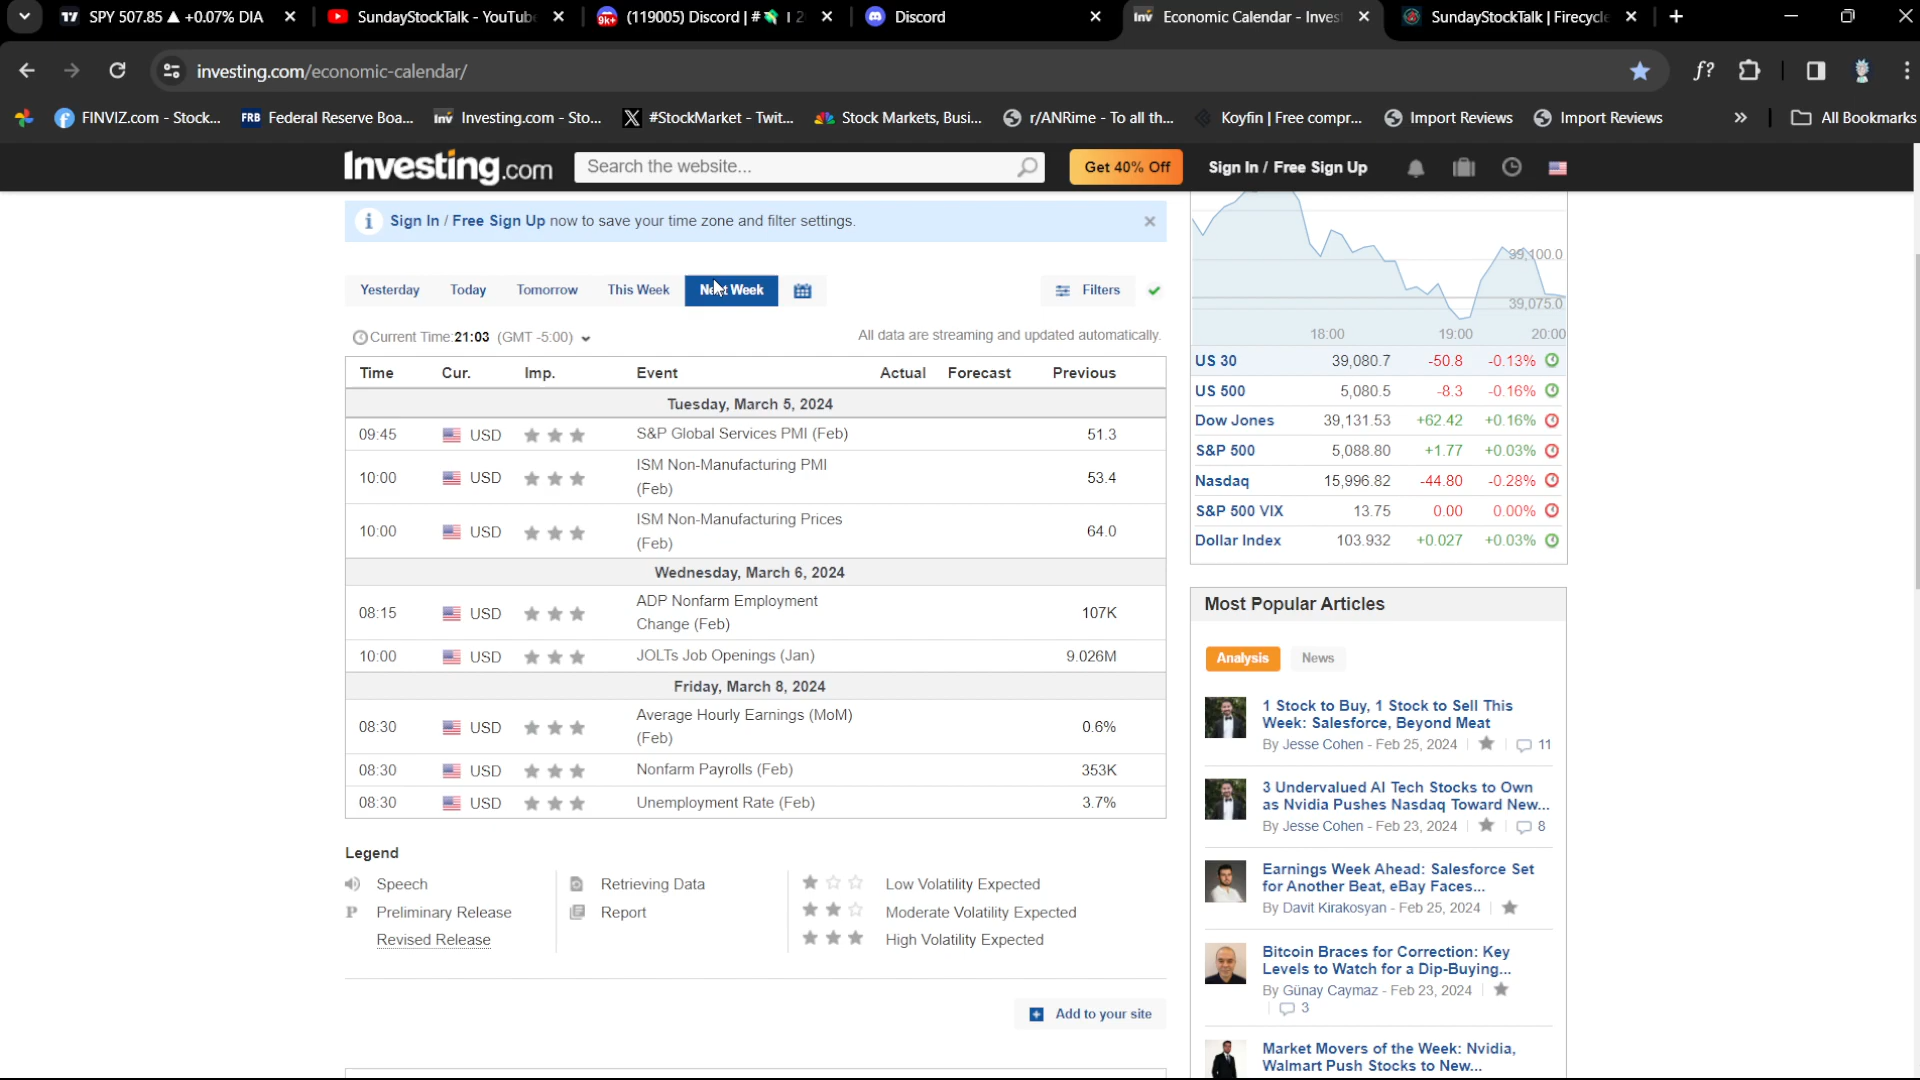 SPY 507.85 ▲ +0.07% DIA
SundayStockTalk - YouTube
(119005) Discord | #
Discord
Economic Calendar - Inves
SundayStockTalk | Firecycle
investing.com/economic-calendar/
FINVIZ.com - Stock...
FRB Federal Reserve Boa...
Inv Investing.com - Sto...
#StockMarket - Twit...
Stock Markets, Busi...
r/ANRime - To all th...
Koyfin | Free compr...
Import Reviews
Import Reviews
All Bookmarks
Investing.com
Search the website...
Get 40% Off
Sign In / Free Sign Up
Sign In / Free Sign Up now to save your time zone and filter settings.
Yesterday
Today
Tomorrow
This Week
Next Week
Filters
Current Time:21:03 (GMT -5:00)
All data are streaming and updated automatically.
Time Cur. Imp. Event Actual Forecast Previous
Tuesday, March 5, 2024
09:45 USD S&P Global Services PMI (Feb) 51.3
10:00 USD ISM Non-Manufacturing PMI 53.4
(Feb)
10:00 USD ISM Non-Manufacturing Prices 64.0
(Feb)
Wednesday, March 6, 2024
08:15 USD ADP Nonfarm Employment 107K
Change (Feb)
10:00 USD JOLTs Job Openings (Jan) 9.026M
Friday, March 8, 2024
08:30 USD Average Hourly Earnings (MoM) 0.6%
(Feb)
08:30 USD Nonfarm Payrolls (Feb) 353K
08:30 USD Unemployment Rate (Feb) 3.7%
Legend
Speech
Preliminary Release
Revised Release
Retrieving Data
Report
Low Volatility Expected
Moderate Volatility Expected
High Volatility Expected
Add to your site
39,100.0
39,075.0
18:00 19:00 20:00
US 30 39,080.7 -50.8 -0.13%
US 500 5,080.5 -8.3 -0.16%
Dow Jones 39,131.53 +62.42 +0.16%
S&P 500 5,088.80 +1.77 +0.03%
Nasdaq 15,996.82 -44.80 -0.28%
S&P 500 VIX 13.75 0.00 0.00%
Dollar Index 103.932 +0.027 +0.03%
Most Popular Articles
Analysis
News
1 Stock to Buy, 1 Stock to Sell This
Week: Salesforce, Beyond Meat
By Jesse Cohen - Feb 25, 2024 11
3 Undervalued AI Tech Stocks to Own
as Nvidia Pushes Nasdaq Toward New...
By Jesse Cohen - Feb 23, 2024 8
Earnings Week Ahead: Salesforce Set
for Another Beat, eBay Faces...
By Davit Kirakosyan - Feb 25, 2024
Bitcoin Braces for Correction: Key
Levels to Watch for a Dip-Buying...
By Günay Caymaz - Feb 23, 2024
3
Market Movers of the Week: Nvidia,
Walmart Push Stocks to New...